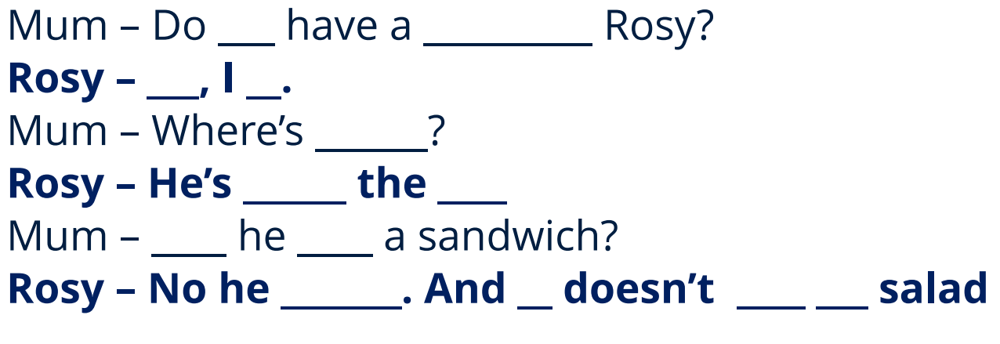 Mum – Do ___ have a _________ Rosy?
Rosy – ___, I __.
Mum – Where’s ______?
Rosy – He’s ______ the ____
Mum – ____ he ____ a sandwich?
Rosy – No he _______. And __ doesn’t ____ ___ salad